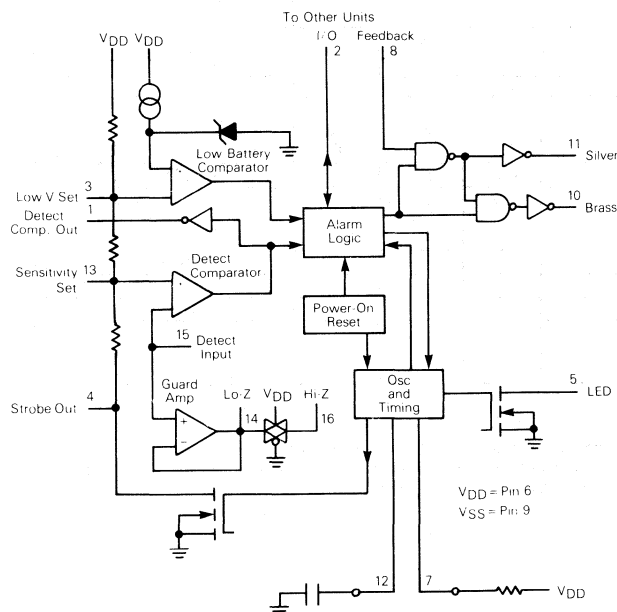 To Other Units
I/O
2
Feedback
8
VDD
VDD
Low Battery
Comparator
11
Silver
10
Brass
3
Low V Set
1
Detect
Comp. Out
Alarm
Logic
13
Sensitivity
Set
Detect
Comparator
15
Detect
Input
Power-On
Reset
4
Strobe Out
Guard
Amp
Lo-Z
14
VDD
Hi-Z
16
+
−
Osc
and
Timing
5
LED
VDD = Pin 6
VSS = Pin 9
12
7
VDD